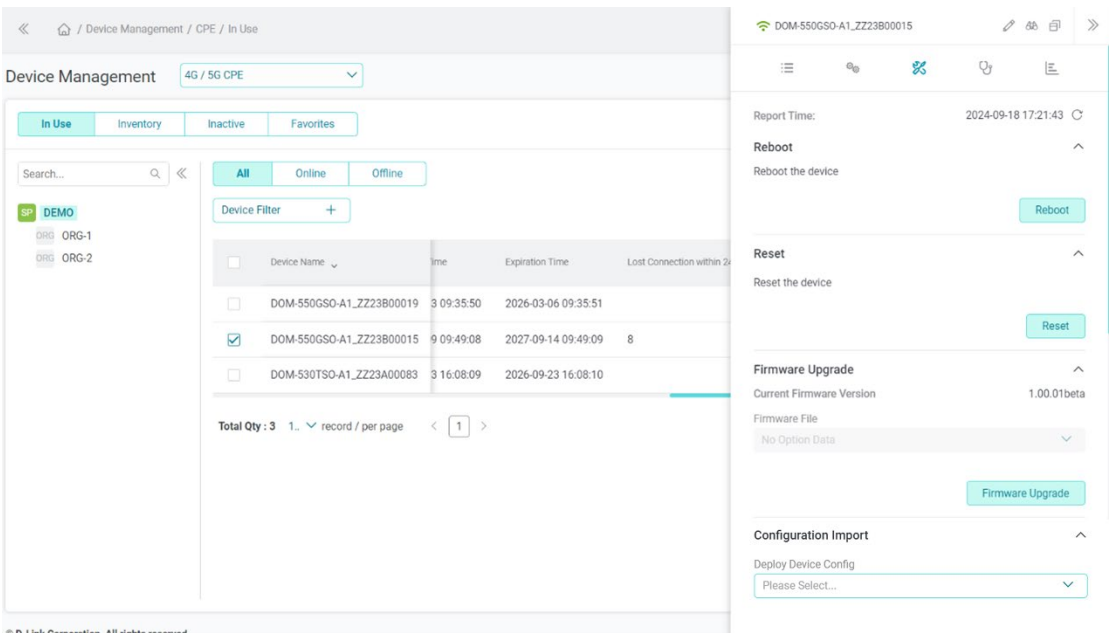 / Device Management / CPE / In Use
Device Management
4G / 5G CPE
In Use
Inventory
Inactive
Favorites
Search...
SP DEMO
ORG ORG-1
ORG ORG-2
All
Online
Offline
Device Filter +
Device Name
Expiration Time
Lost Connection within
DOM-550GSO-A1_ZZ23B00019 3 09:35:50 2026-03-06 09:35:51
DOM-550GSO-A1_ZZ23B00015 9 09:49:08 2027-09-14 09:49:09 8
DOM-530TSO-A1_ZZ23A00083 3 16:08:09 2026-09-23 16:08:10
Total Qty : 3 1.. record / per page < 1 >
DOM-550GSO-A1_ZZ23B00015
Report Time: 2024-09-18 17:21:43
Reboot
Reboot the device
Reboot
Reset
Reset the device
Reset
Firmware Upgrade
Current Firmware Version 1.00.01beta
Firmware File
No Option Data
Firmware Upgrade
Configuration Import
Deploy Device Config
Please Select...
© D-Link Corporation. All rights reserved